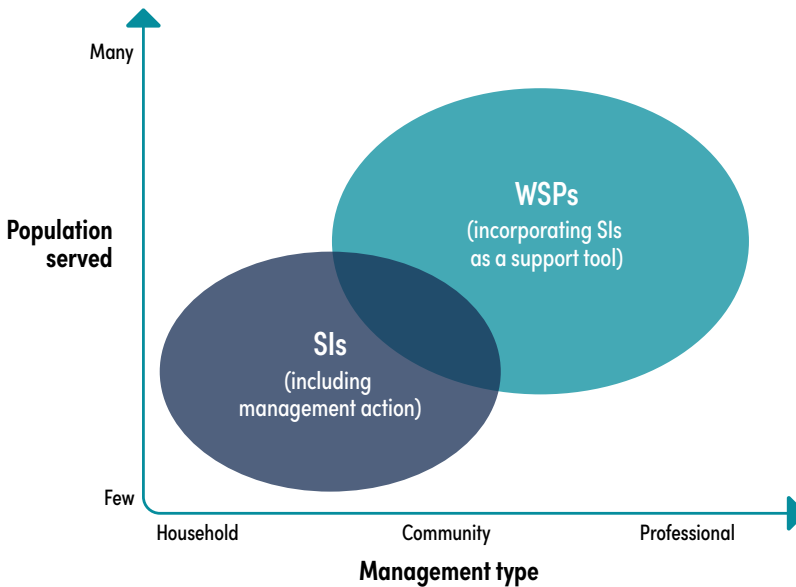 Many
WSPs
(incorporating SIs
as a support tool)
Population
served
SIs
(including
management action)
Few
Household
Community
Professional
Management type